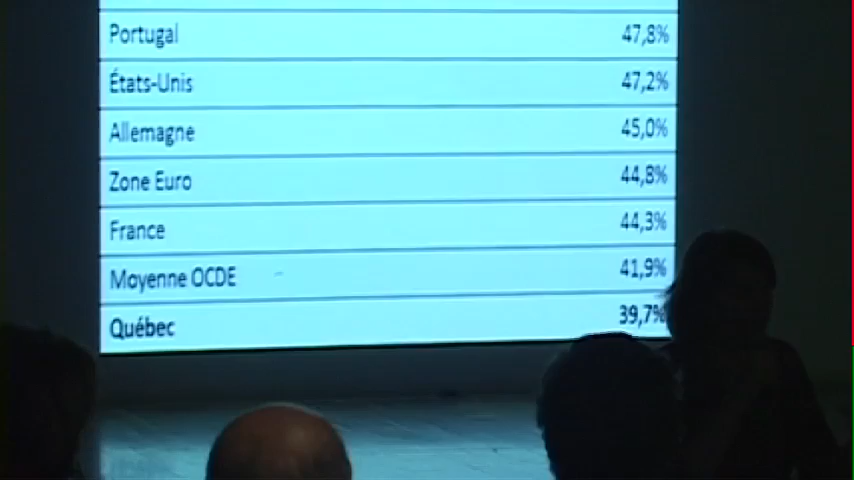 Portugal 47,8%
États-Unis 47,2%
Allemagne 45,0%
Zone Euro 44,8%
France 44,3%
Moyenne OCDE 41,9%
Québec 39,7%